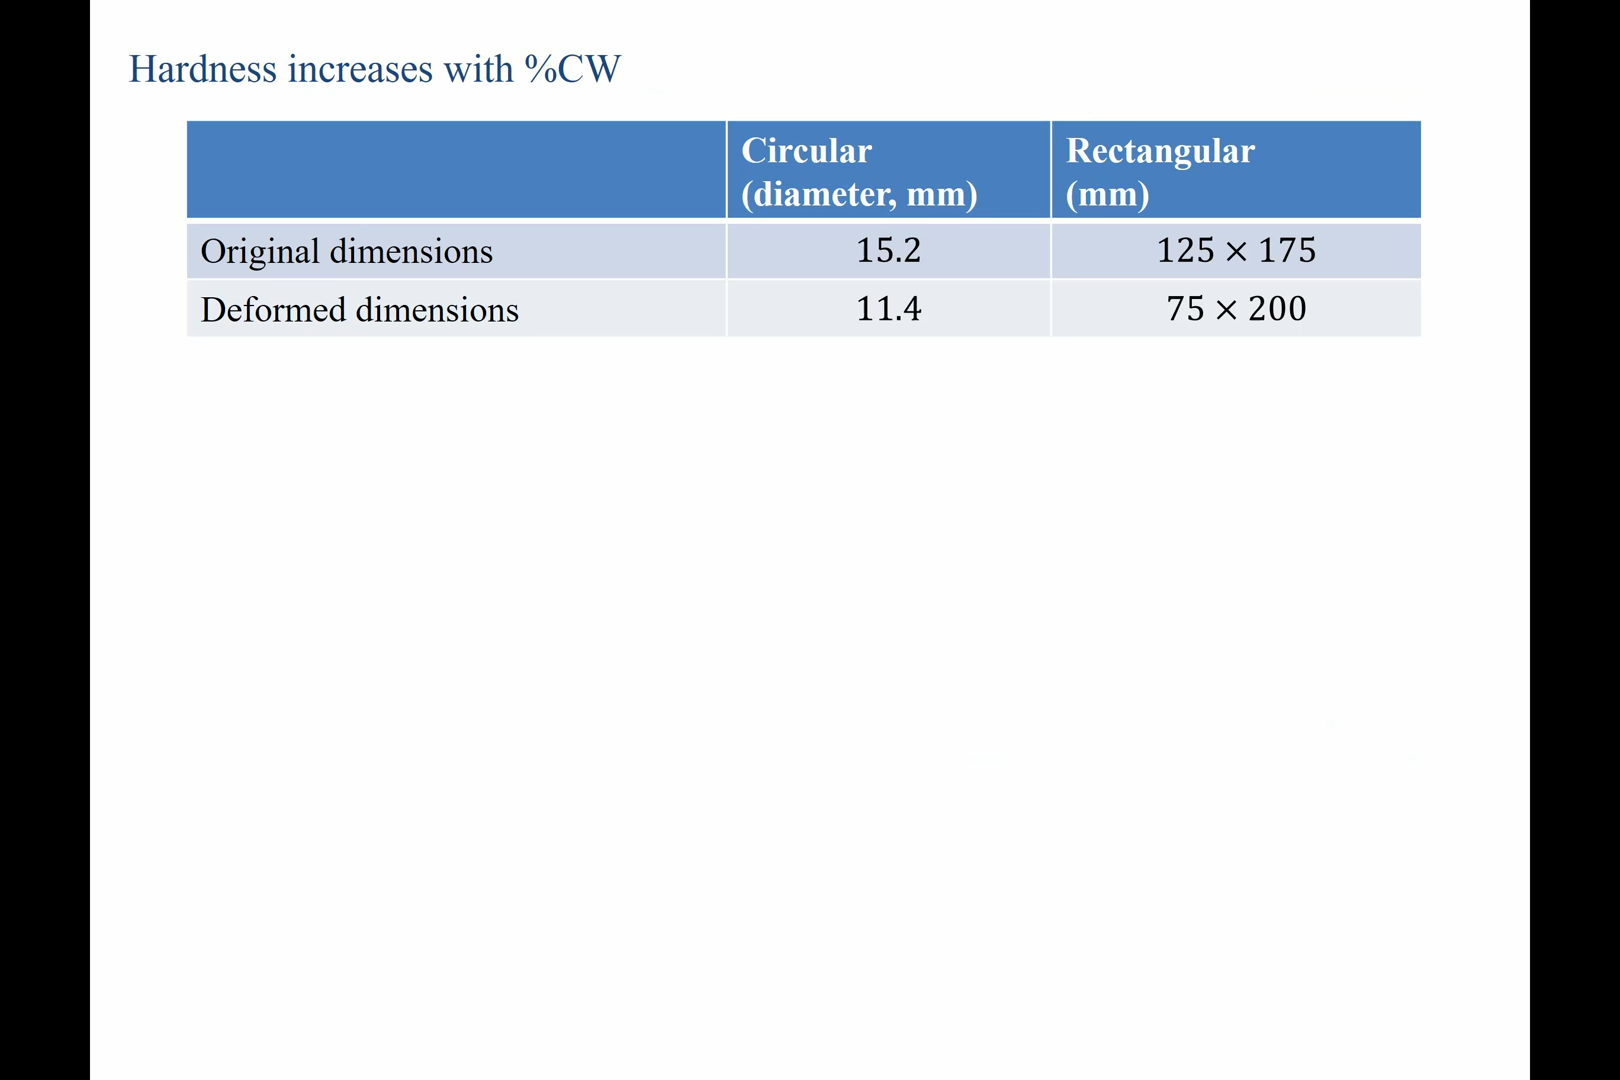 Hardness increases with %CW
Circular Rectangular
(diameter, mm) (mm)
Original dimensions 15.2 125 × 175
Deformed dimensions 11.4 75 × 200